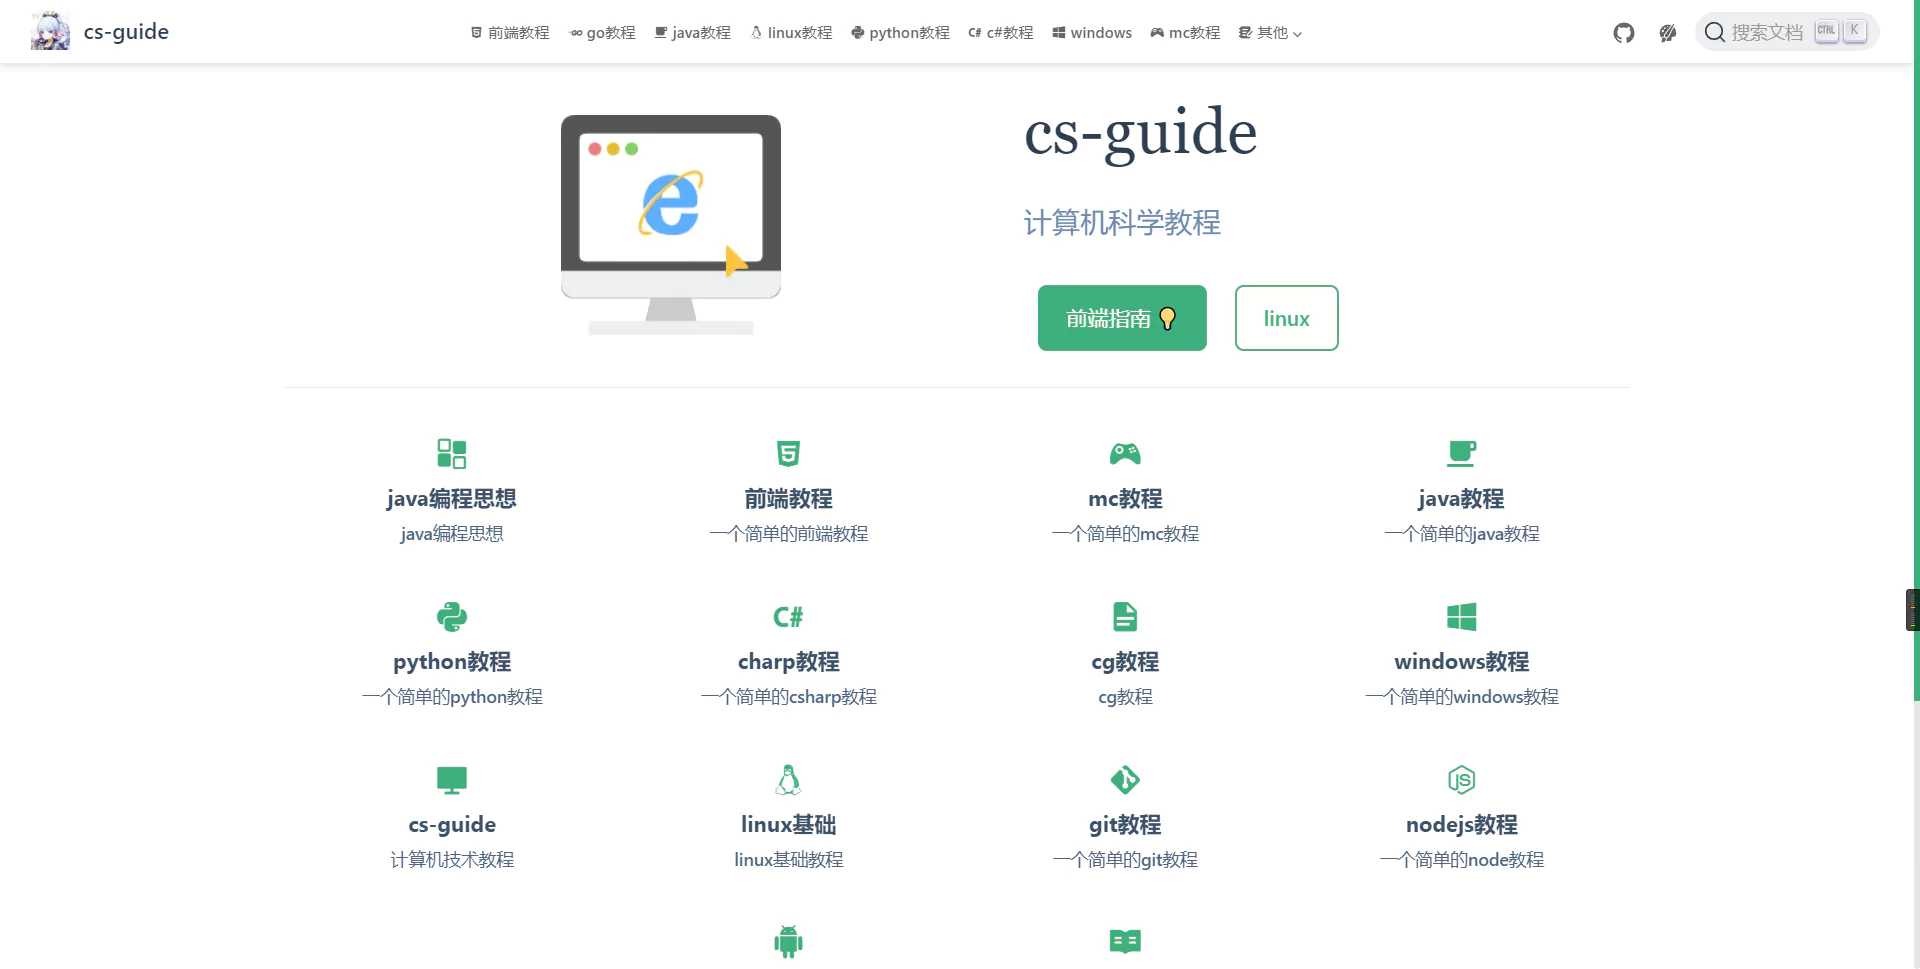 cs-guide
前端教程 go教程 java教程 linux教程 python教程 C# c#教程 windows mc教程 其他
搜索文档 CTRL K
cs-guide
计算机科学教程
前端指南💡 linux
java编程思想 前端教程 mc教程 java教程
java编程思想 一个简单的前端教程 一个简单的mc教程 一个简单的java教程
C#
python教程 charp教程 cg教程 windows教程
一个简单的python教程 一个简单的csharp教程 cg教程 一个简单的windows教程
cs-guide linux基础 git教程 nodejs教程
计算机技术教程 linux基础教程 一个简单的git教程 一个简单的node教程